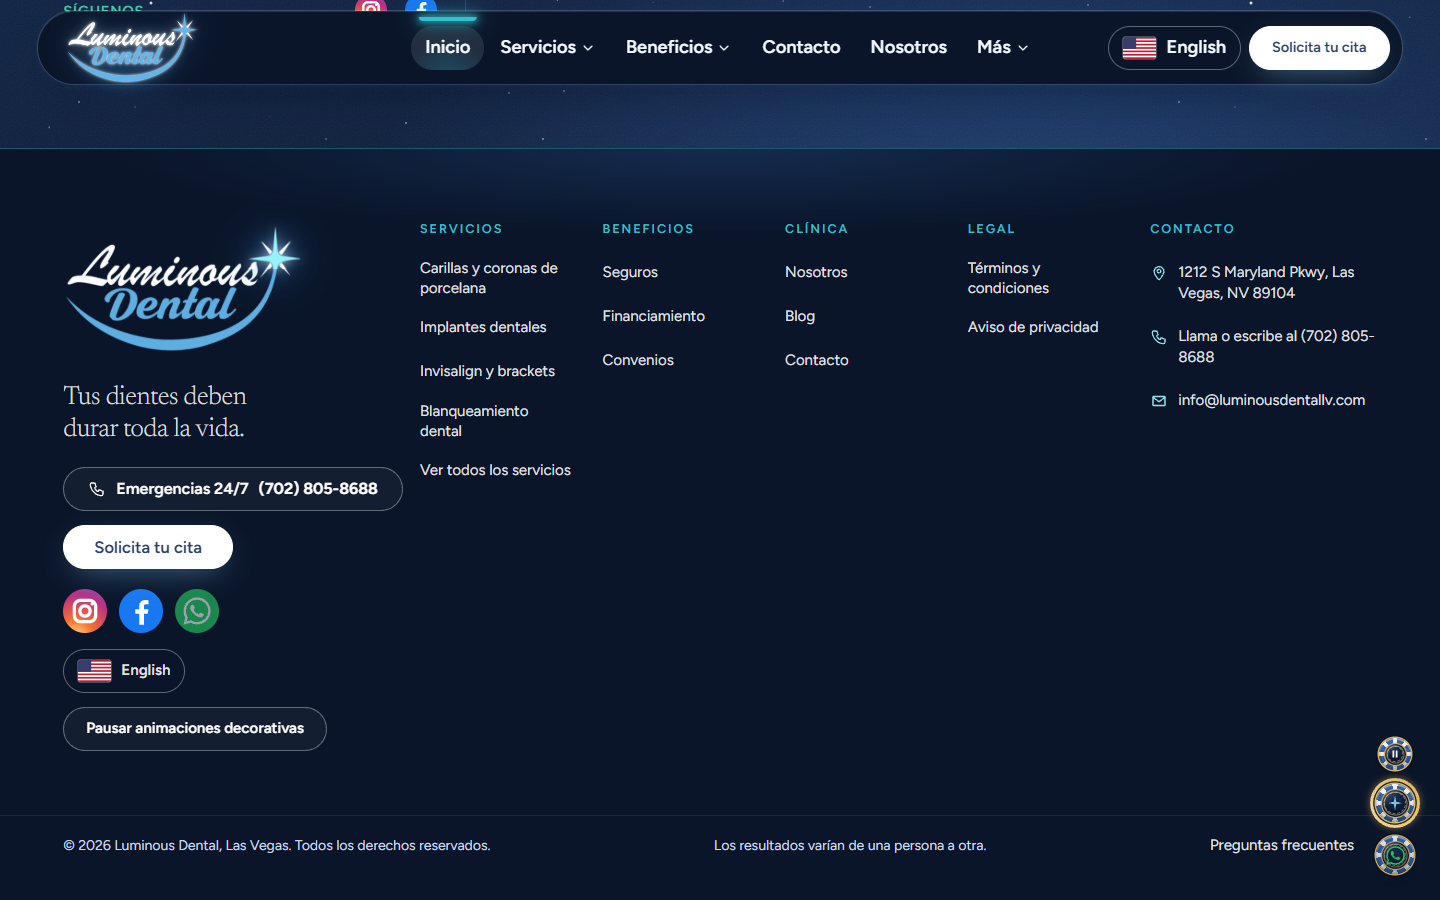 SÍGUENOS
Luminous
Dental
Inicio
Servicios
Beneficios
Contacto
Nosotros
Más
English
Solicita tu cita
Luminous
Dental
Tus dientes deben
durar toda la vida.
Emergencias 24/7 (702) 805-8688
Solicita tu cita
English
Pausar animaciones decorativas
SERVICIOS
Carillas y coronas de
porcelana
Implantes dentales
Invisalign y brackets
Blanqueamiento
dental
Ver todos los servicios
BENEFICIOS
Seguros
Financiamiento
Convenios
CLÍNICA
Nosotros
Blog
Contacto
LEGAL
Términos y
condiciones
Aviso de privacidad
CONTACTO
1212 S Maryland Pkwy, Las
Vegas, NV 89104
Llama o escribe al (702) 805-
8688
info@luminousdentallv.com
© 2026 Luminous Dental, Las Vegas. Todos los derechos reservados.
Los resultados varían de una persona a otra.
Preguntas frecuentes